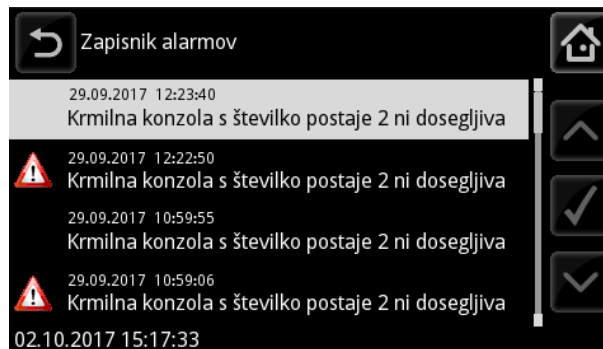 Zapisnik alarmov
29.09.2017 12:23:40
Krmilna konzola s številko postaje 2 ni dosegljiva
29.09.2017 12:22:50
Krmilna konzola s številko postaje 2 ni dosegljiva
29.09.2017 10:59:55
Krmilna konzola s številko postaje 2 ni dosegljiva
29.09.2017 10:59:06
Krmilna konzola s številko postaje 2 ni dosegljiva
02.10.2017 15:17:33